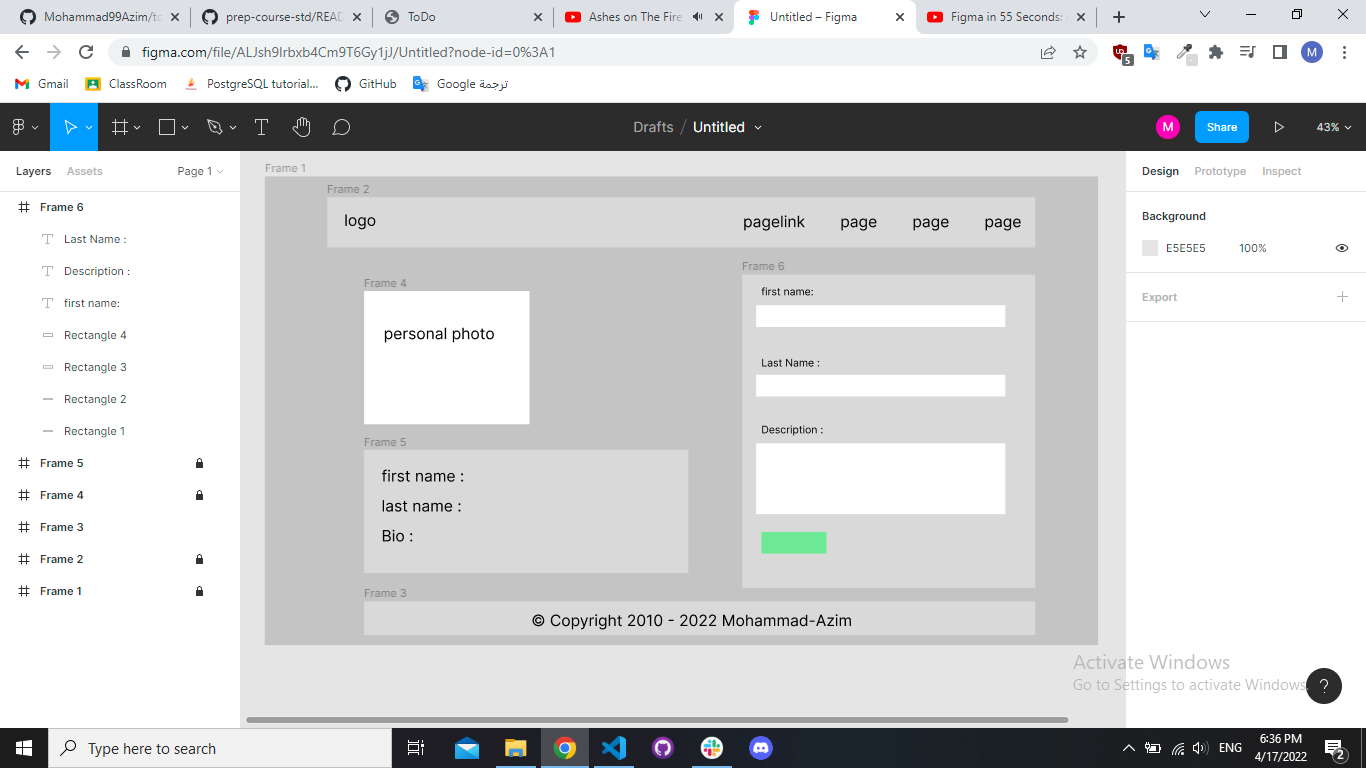 Mohammad99Azim/to
prep-course-std/READ
ToDo
Ashes on The Fire
Untitled – Figma
Figma in 55 Seconds:
figma.com/file/ALJsh9Irbxb4Cm9T6Gy1jJ/Untitled?node-id=0%3A1
5
M
Gmail
ClassRoom
PostgreSQL tutorial...
GitHub
ترجمة Google
Drafts / Untitled
M
Share
43%
Layers
Assets
Page 1
Frame 6
Last Name :
Description :
first name:
Rectangle 4
Rectangle 3
Rectangle 2
Rectangle 1
Frame 5
Frame 4
Frame 3
Frame 2
Frame 1
Frame 1
Frame 2
logo
pagelink page page page
Frame 4
personal photo
Frame 5
first name :
last name :
Bio :
Frame 6
first name:
Last Name :
Description :
Frame 3
© Copyright 2010 - 2022 Mohammad-Azim
Design
Prototype
Inspect
Background
E5E5E5
100%
Export
Activate Windows
Go to Settings to activate Windows.
?
Type here to search
ENG
6:36 PM
4/17/2022
2